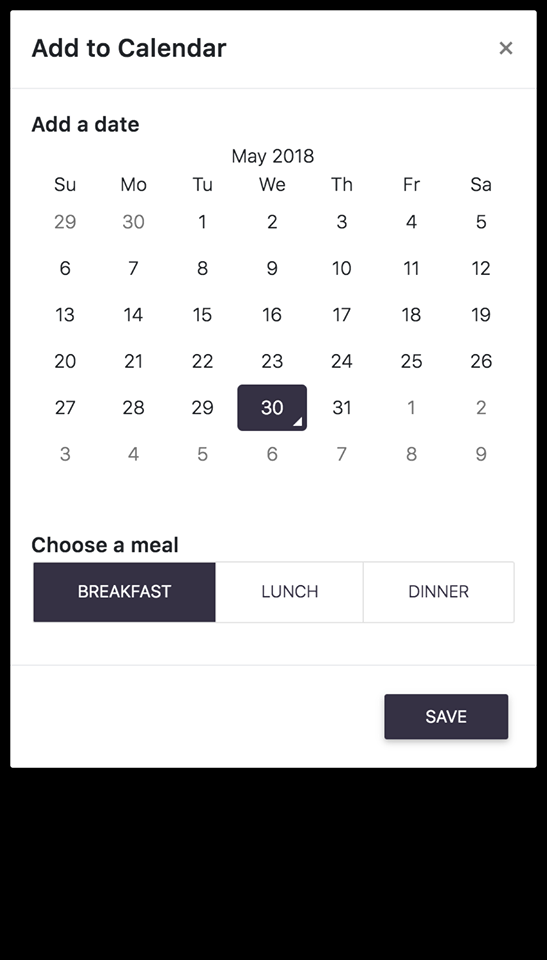 Add to Calendar ×
Add a date
May 2018
Su Mo Tu We Th Fr Sa
29 30 1 2 3 4 5
6 7 8 9 10 11 12
13 14 15 16 17 18 19
20 21 22 23 24 25 26
27 28 29 30 31 1 2
3 4 5 6 7 8 9
Choose a meal
BREAKFAST LUNCH DINNER
SAVE